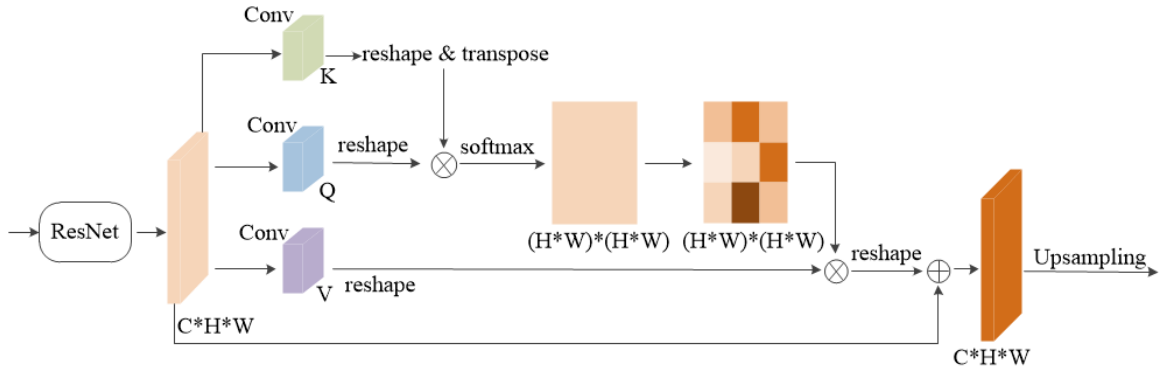 Conv
K
reshape & transpose
Conv
Q
reshape
softmax
(H*W)*(H*W)
(H*W)*(H*W)
ResNet
C*H*W
Conv
V
reshape
reshape
Upsampling
C*H*W